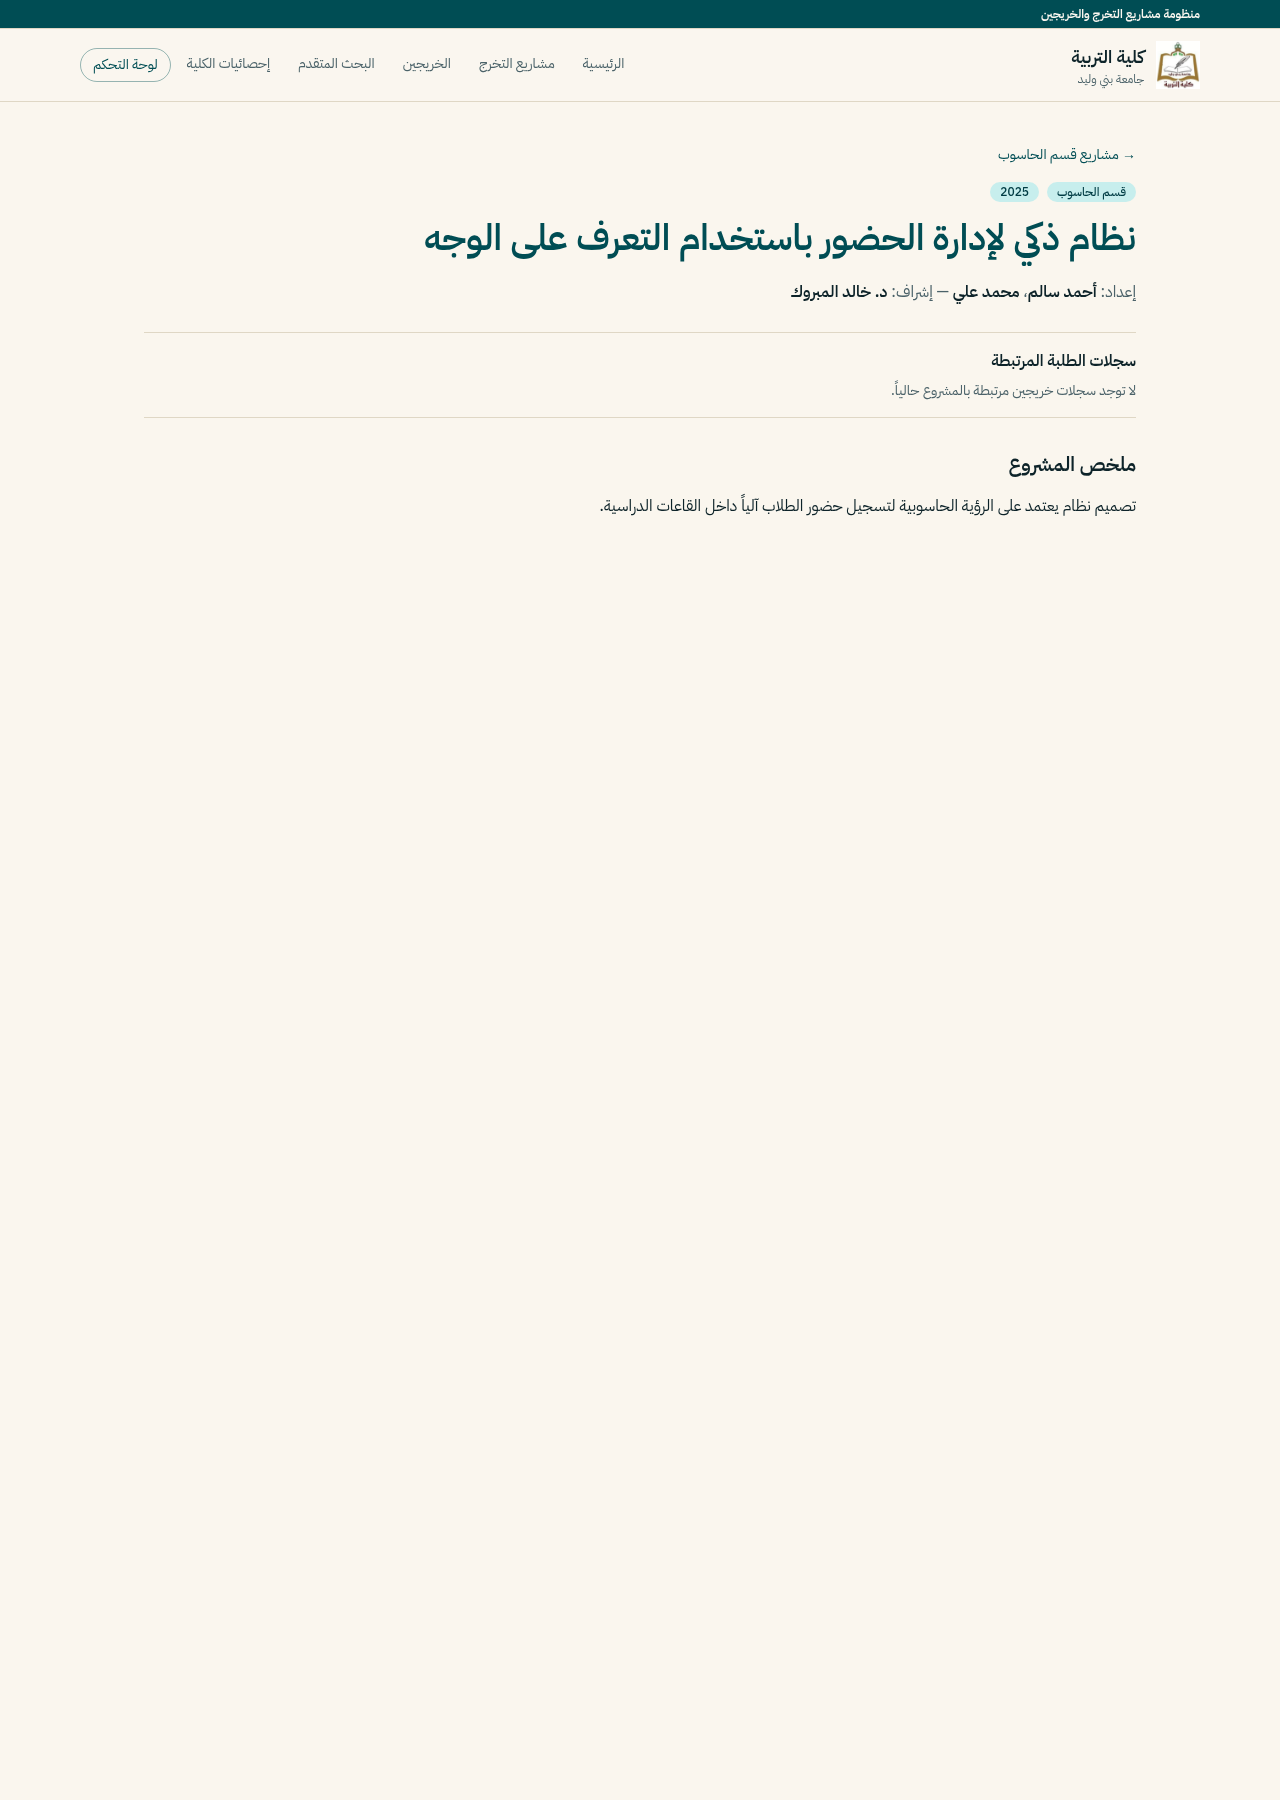 منظومة مشاريع التخرج والخريجين
كلية التربية
جامعة بني وليد
الرئيسية
مشاريع التخرج
الخريجين
البحث المتقدم
إحصائيات الكلية
لوحة التحكم
→ مشاريع قسم الحاسوب
قسم الحاسوب
2025
نظام ذكي لإدارة الحضور باستخدام التعرف على الوجه
إعداد: أحمد سالم، محمد علي — إشراف: د. خالد المبروك
سجلات الطلبة المرتبطة
لا توجد سجلات خريجين مرتبطة بالمشروع حالياً.
ملخص المشروع
تصميم نظام يعتمد على الرؤية الحاسوبية لتسجيل حضور الطلاب آلياً داخل القاعات الدراسية.